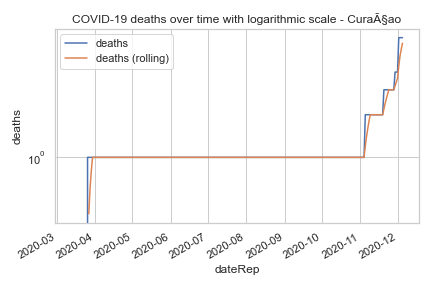 COVID-19 deaths over time with logarithmic scale - CuraÃ§ao
deaths
deaths (rolling)
deaths
10⁰
2020-03
2020-04
2020-05
2020-06
2020-07
2020-08
2020-09
2020-10
2020-11
2020-12
dateRep